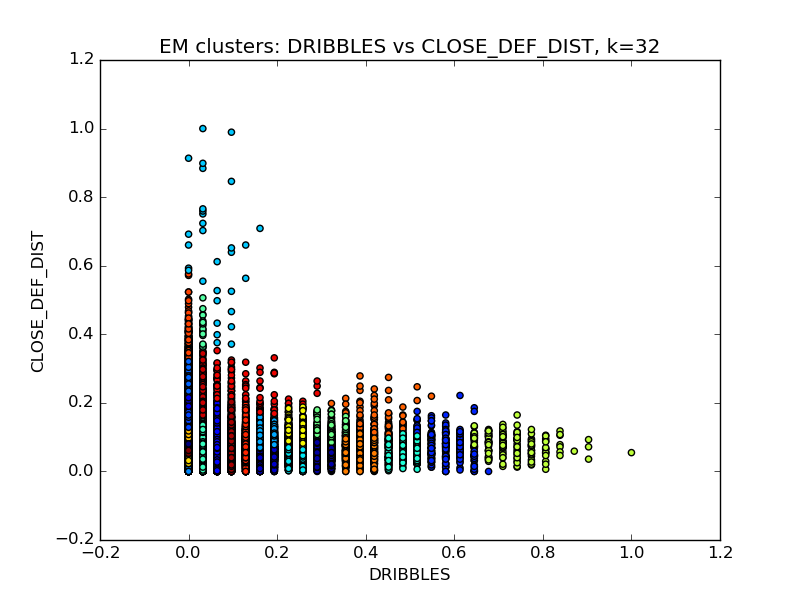 EM clusters: DRIBBLES vs CLOSE_DEF_DIST, k=32
1.2
1.0
0.8
0.6
0.4
0.2
0.0
−0.2
CLOSE_DEF_DIST
−0.2 0.0 0.2 0.4 0.6 0.8 1.0 1.2
DRIBBLES